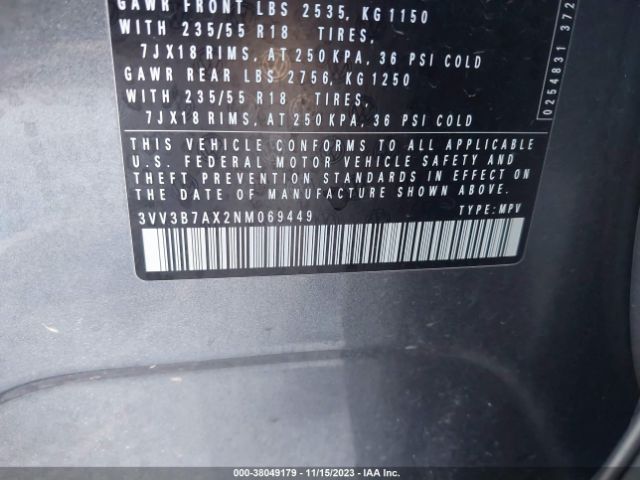 GAWR FRONT LBS 2535, KG 1150
WITH 235/55 R18 TIRES,
7JX18 RIMS, AT 250 KPA, 36 PSI COLD
GAWR REAR LBS 2756, KG 1250
WITH 235/55 R18 TIRES,
7JX18 RIMS, AT 250 KPA, 36 PSI COLD
THIS VEHICLE CONFORMS TO ALL APPLICABLE
U.S. FEDERAL MOTOR VEHICLE SAFETY AND
THEFT PREVENTION STANDARDS IN EFFECT ON
THE DATE OF MANUFACTURE SHOWN ABOVE.
3VV3B7AX2NM069449 TYPE: MPV
0254831 372
000-38049179 - 11/15/2023 - IAA Inc.